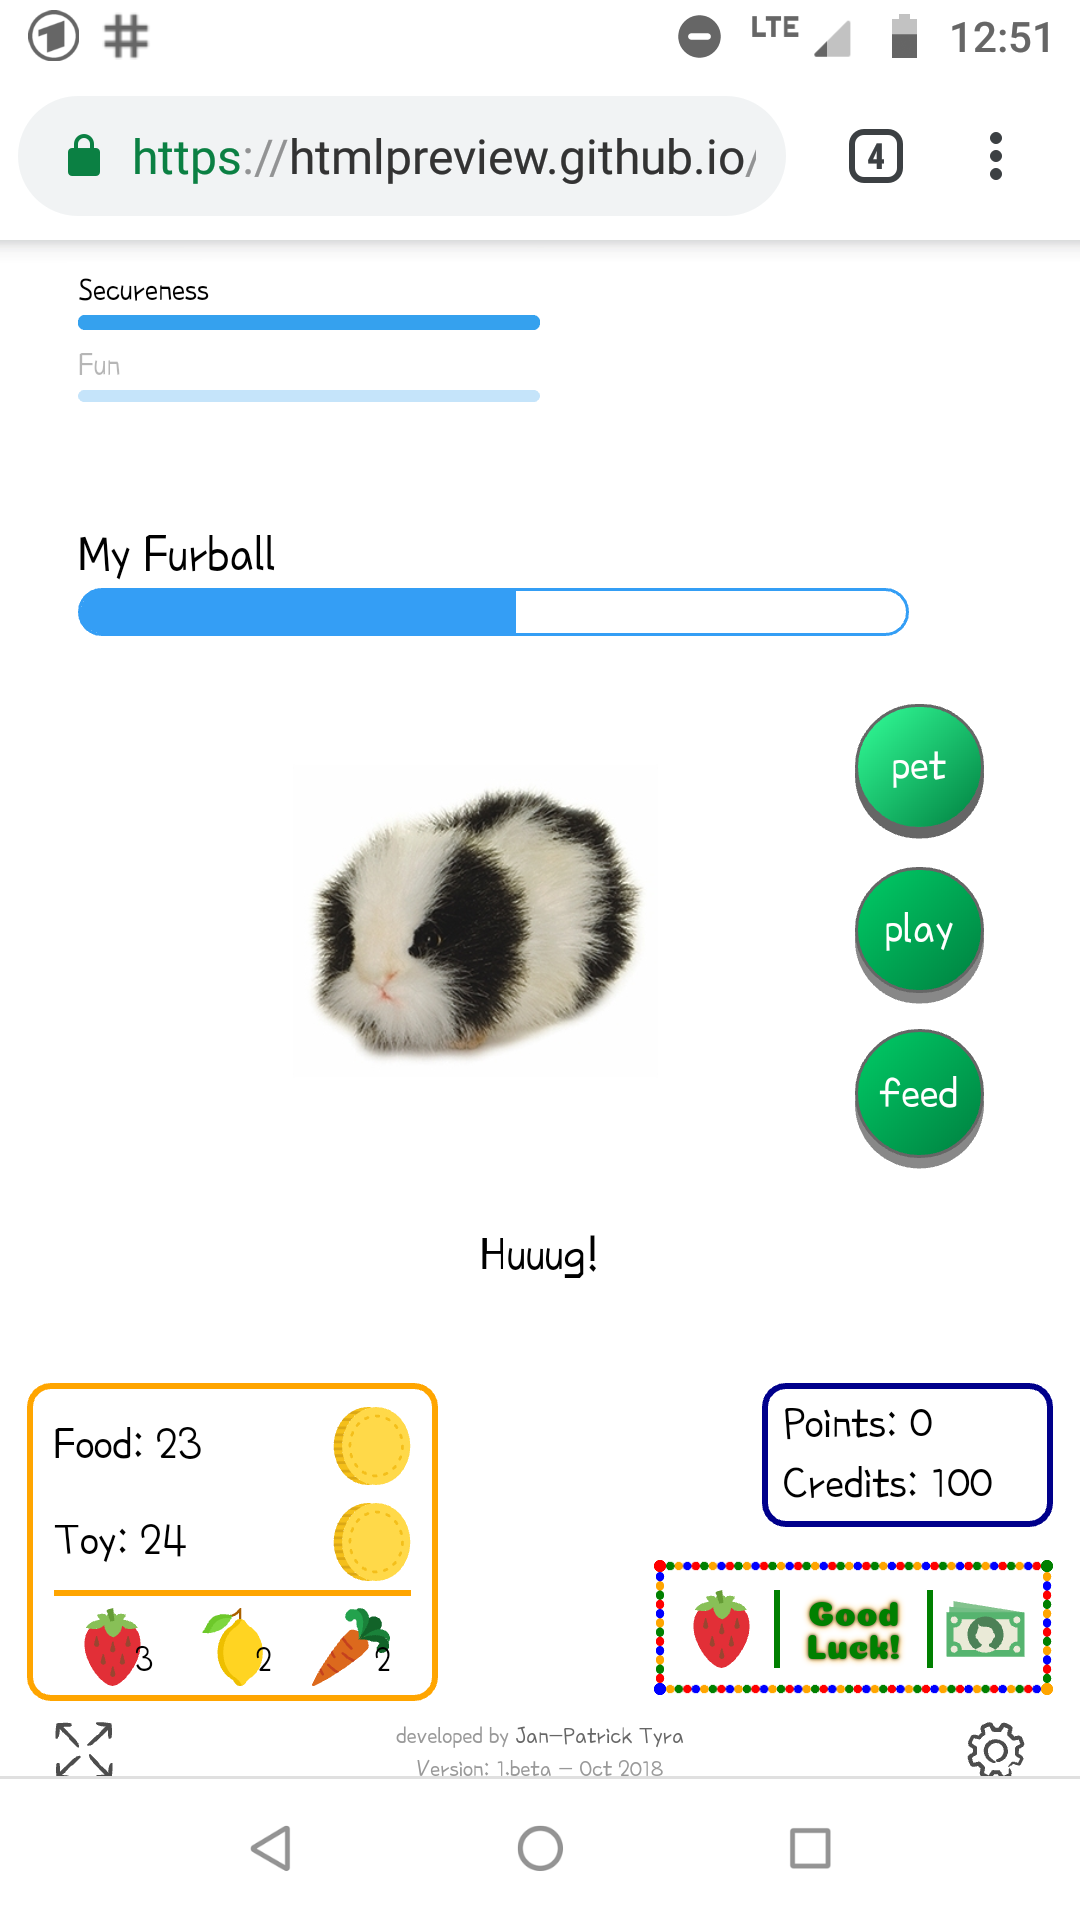 LTE 12:51
https://htmlpreview.github.io/
4
Secureness
Fun
My Furball
pet
play
feed
Huuug!
Food: 23
Toy: 24
3 2 2
Points: 0
Credits: 100
Good
Luck!
developed by Jan-Patrick Tyra
Version: 1.beta - Oct 2018